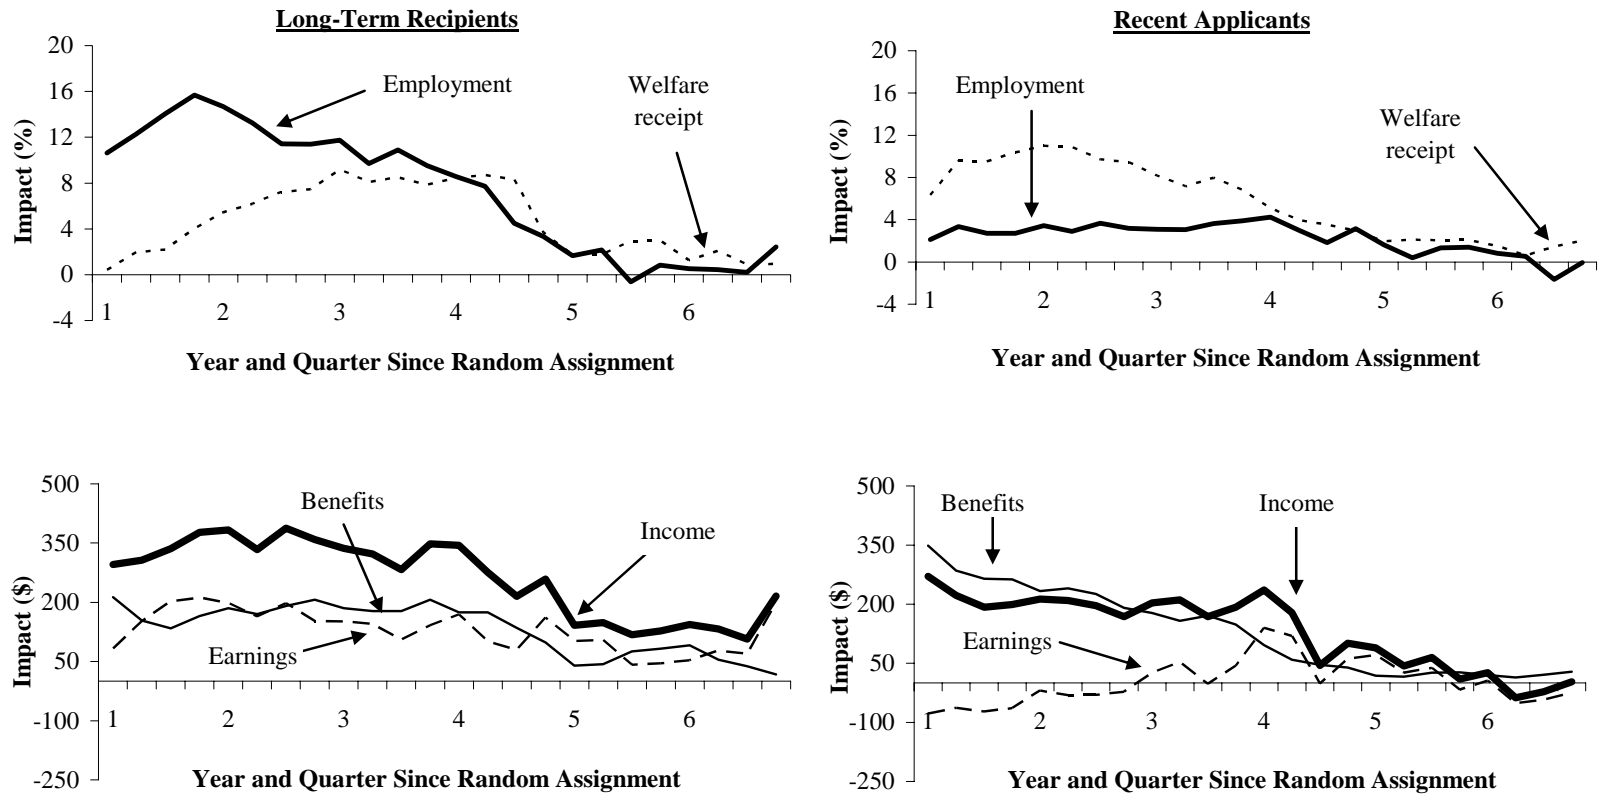 Long-Term Recipients
20
16
12
8
4
0
-4
Impact (%)
Employment
Welfare
receipt
1 2 3 4 5 6
Year and Quarter Since Random Assignment
Recent Applicants
20
16
12
8
4
0
-4
Impact (%)
Employment
Welfare
receipt
1 2 3 4 5 6
Year and Quarter Since Random Assignment
500
350
200
50
-100
-250
Impact ($)
Benefits
Income
Earnings
1 2 3 4 5 6
Year and Quarter Since Random Assignment
500
350
200
50
-100
-250
Impact ($)
Benefits
Income
Earnings
1 2 3 4 5 6
Year and Quarter Since Random Assignment